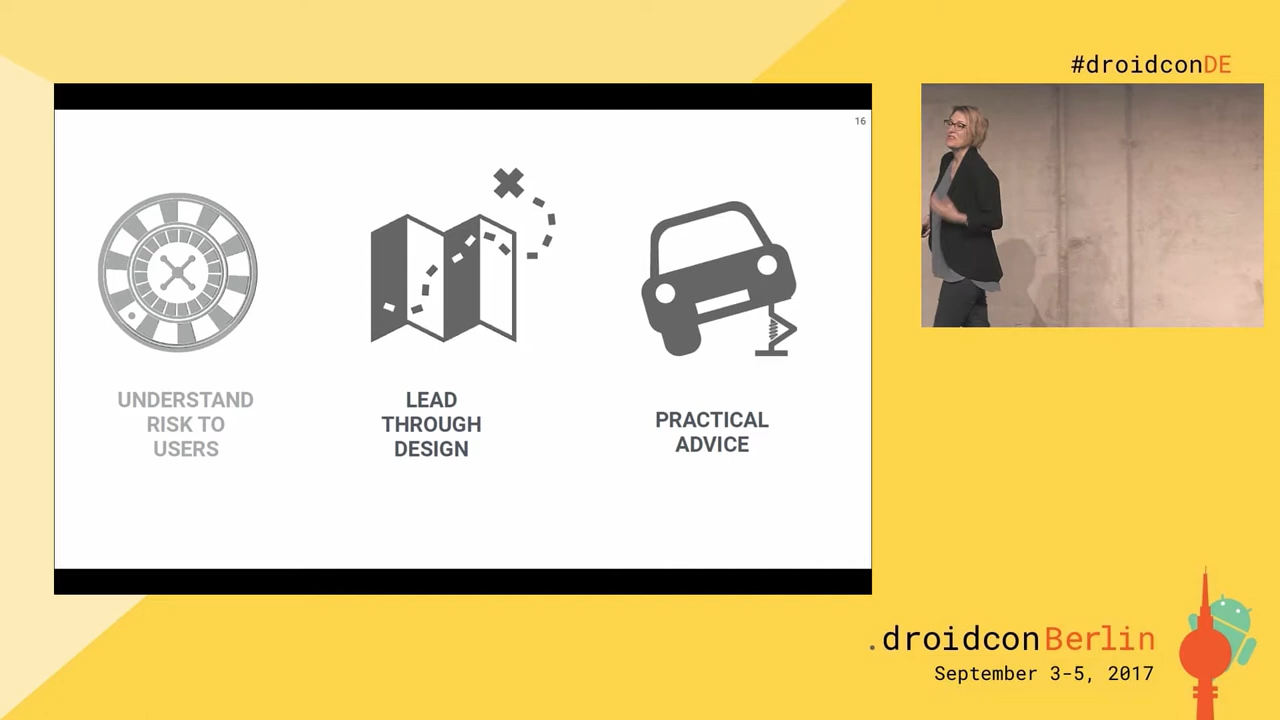 #droidconDE
16
UNDERSTAND
RISK TO
USERS
LEAD
THROUGH
DESIGN
PRACTICAL
ADVICE
.droidconBerlin
September 3-5, 2017